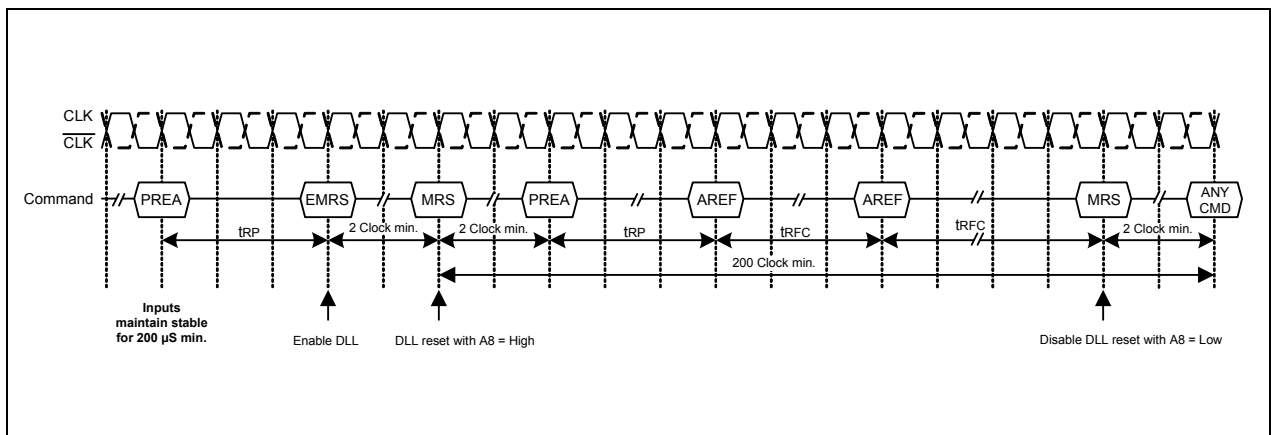 CLK
CLK
Command
PREA
EMRS
MRS
PREA
AREF
AREF
MRS
ANY
CMD
tRP
2 Clock min.
2 Clock min.
tRP
tRFC
tRFC
2 Clock min.
200 Clock min.
Inputs
maintain stable
for 200 µS min.
Enable DLL
DLL reset with A8 = High
Disable DLL reset with A8 = Low